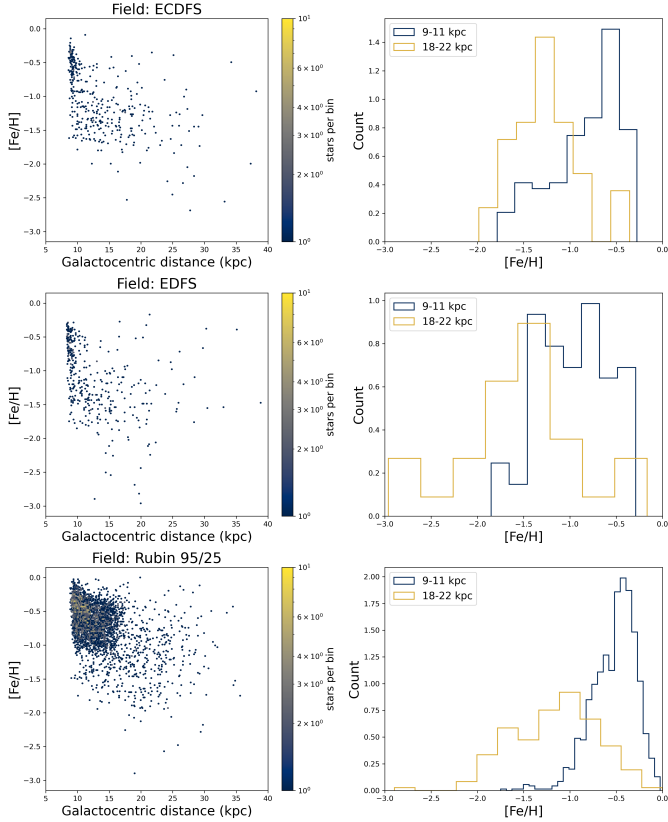 Field: ECDFS
0.0
−0.5
−1.0
−1.5
−2.0
−2.5
−3.0
[Fe/H]
5 10 15 20 25 30 35 40
Galactocentric distance (kpc)
10¹
6 × 10⁰
4 × 10⁰
3 × 10⁰
2 × 10⁰
10⁰
stars per bin
9-11 kpc
18-22 kpc
1.4
1.2
1.0
0.8
0.6
0.4
0.2
0.0
Count
−3.0 −2.5 −2.0 −1.5 −1.0 −0.5 0.0
[Fe/H]
Field: EDFS
0.0
−0.5
−1.0
−1.5
−2.0
−2.5
−3.0
[Fe/H]
5 10 15 20 25 30 35 40
Galactocentric distance (kpc)
10¹
6 × 10⁰
4 × 10⁰
3 × 10⁰
2 × 10⁰
10⁰
stars per bin
9-11 kpc
18-22 kpc
1.0
0.8
0.6
0.4
0.2
0.0
Count
−3.0 −2.5 −2.0 −1.5 −1.0 −0.5 0.0
[Fe/H]
Field: Rubin 95/25
0.0
−0.5
−1.0
−1.5
−2.0
−2.5
−3.0
[Fe/H]
5 10 15 20 25 30 35 40
Galactocentric distance (kpc)
10¹
6 × 10⁰
4 × 10⁰
3 × 10⁰
2 × 10⁰
10⁰
stars per bin
9-11 kpc
18-22 kpc
2.00
1.75
1.50
1.25
1.00
0.75
0.50
0.25
0.00
Count
−3.0 −2.5 −2.0 −1.5 −1.0 −0.5 0.0
[Fe/H]